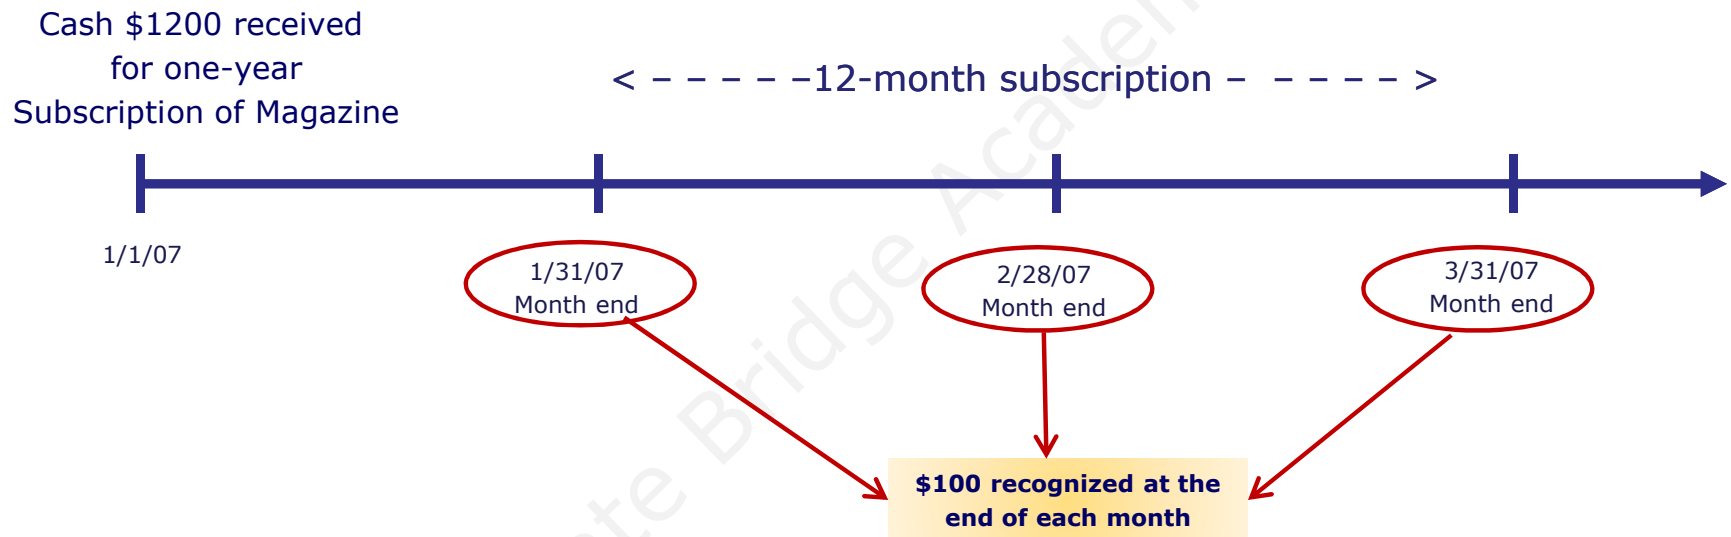 Cash $1200 received
for one-year
Subscription of Magazine
< – – – – –12-month subscription – – – – – >
1/1/07
1/31/07
Month end
2/28/07
Month end
3/31/07
Month end
$100 recognized at the
end of each month
Bridge